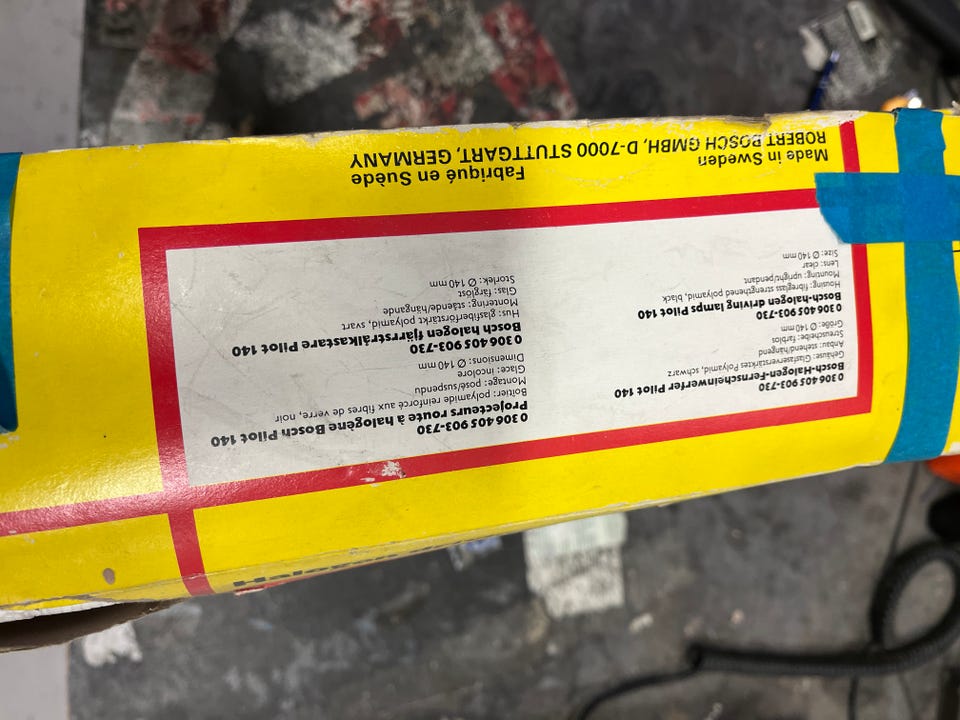 Halogen
0 306 405 903-730
Bosch-Halogen-Fernscheinwerfer Pilot 140
Gehäuse: Glasfaserverstärktes Polyamid, schwarz
Anbau: stehend/hängend
Streuscheibe: farblos
Größe: Ø 140 mm
0 306 405 903-730
Bosch-halogen driving lamps Pilot 140
Housing: fibreglass strengthened polyamid, black
Mounting: upright/pendant
Lens: clear
Size: Ø 140 mm
0 306 405 903-730
Projecteurs route à halogène Bosch Pilot 140
Boîtier: polyamide reinforcé aux fibres de verre, noir
Montage: posé/suspendu
Glace: incolore
Dimensions: Ø 140 mm
0 306 405 903-730
Bosch halogen fjärrstrålkastare Pilot 140
Hus: glasfiberförstärkt polyamid, svart
Montering: stående/hängande
Glas: färglöst
Storlek: Ø 140 mm
Made in Sweden Fabriqué en Suède
ROBERT BOSCH GMBH, D-7000 STUTTGART, GERMANY